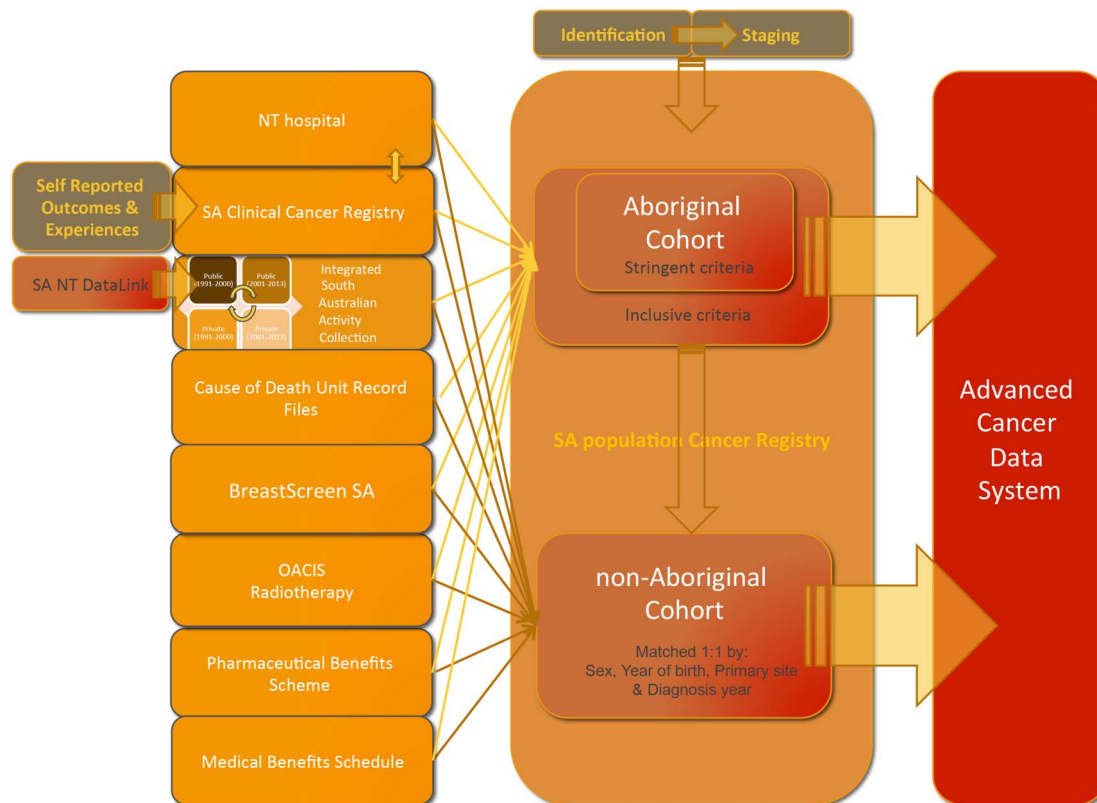 Identification
Staging
NT hospital
Self Reported
Outcomes &
Experiences
SA Clinical Cancer Registry
SA NT DataLink
Public
(1991-2000)
Public
(2001-2013)
Private
(1991-2000)
Private
(2001-2013)
Integrated
South
Australian
Activity
Collection
Cause of Death Unit Record
Files
BreastScreen SA
OACIS
Radiotherapy
Pharmaceutical Benefits
Scheme
Medical Benefits Schedule
Aboriginal
Cohort
Stringent criteria
Inclusive criteria
SA population Cancer Registry
non-Aboriginal
Cohort
Matched 1:1 by:
Sex, Year of birth, Primary site
& Diagnosis year
Advanced
Cancer
Data
System